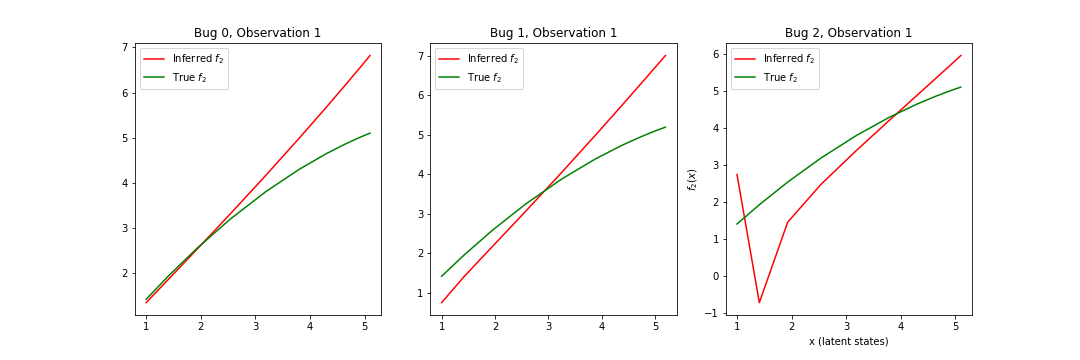 Bug 0, Observation 1
Inferred f₂
True f₂
7
6
5
4
3
2
1 2 3 4 5
Bug 1, Observation 1
Inferred f₂
True f₂
7
6
5
4
3
2
1
1 2 3 4 5
Bug 2, Observation 1
Inferred f₂
True f₂
f₂(x)
6
5
4
3
2
1
0
−1
1 2 3 4 5
x (latent states)